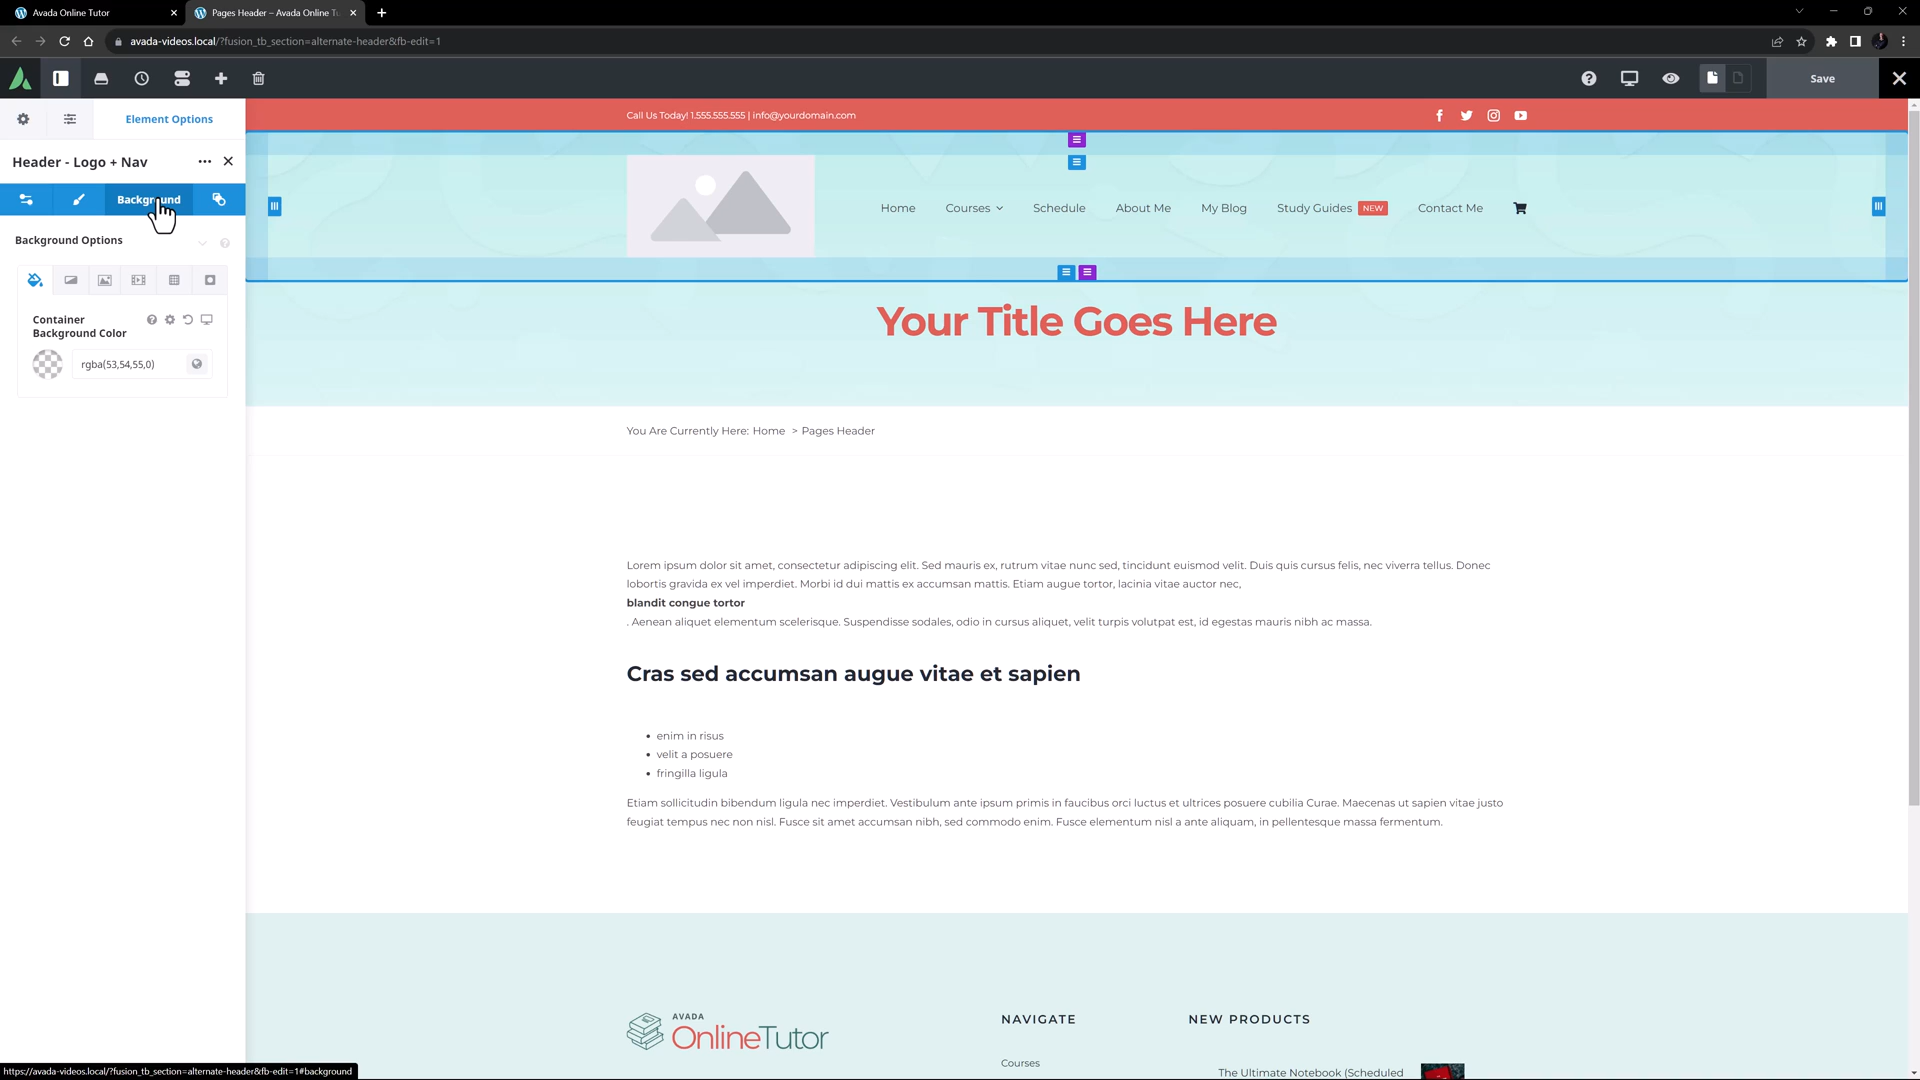 Avada Online Tutor
Pages Header – Avada Online Tu
avada-videos.local/?fusion_tb_section=alternate-header&fb-edit=1
Save
Element Options
Header - Logo + Nav
Background
Background Options
Container
Background Color
rgba(53,54,55,0)
Call Us Today! 1.555.555.555 | info@yourdomain.com
Home Courses Schedule About Me My Blog Study Guides NEW Contact Me
Your Title Goes Here
You Are Currently Here: Home > Pages Header
Lorem ipsum dolor sit amet, consectetur adipiscing elit. Sed mauris ex, rutrum vitae nunc sed, tincidunt euismod velit. Duis quis cursus felis, nec viverra tellus. Donec
lobortis gravida ex vel imperdiet. Morbi id dui mattis ex accumsan mattis. Etiam augue tortor, lacinia vitae auctor nec,
blandit congue tortor
. Aenean aliquet elementum scelerisque. Suspendisse sodales, odio in cursus aliquet, velit turpis volutpat est, id egestas mauris nibh ac massa.
Cras sed accumsan augue vitae et sapien
• enim in risus
• velit a posuere
• fringilla ligula
Etiam sollicitudin bibendum ligula nec imperdiet. Vestibulum ante ipsum primis in faucibus orci luctus et ultrices posuere cubilia Curae. Maecenas ut sapien vitae justo
feugiat tempus nec non nisl. Fusce sit amet accumsan nibh, sed commodo enim. Fusce elementum nisl a ante aliquam, in pellentesque massa fermentum.
AVADA
OnlineTutor
NAVIGATE
Courses
NEW PRODUCTS
The Ultimate Notebook (Scheduled
https://avada-videos.local/?fusion_tb_section=alternate-header&fb-edit=1#background